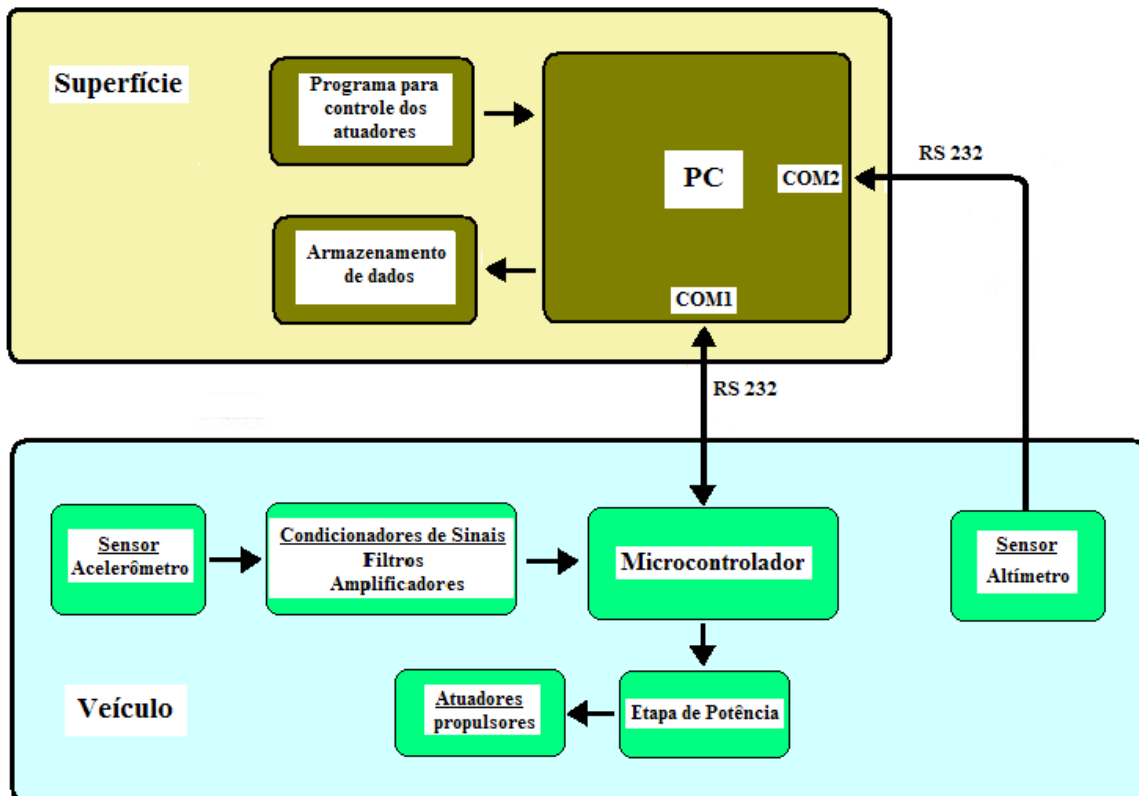 Superfície
Programa para
controle dos
atuadores
PC
COM2
RS 232
Armazenamento
de dados
COM1
RS 232
Sensor
Acelerômetro
Condicionadores de Sinais
Filtros
Amplificadores
Microcontrolador
Sensor
Altímetro
Veículo
Atuadores
propulsores
Etapa de Potência